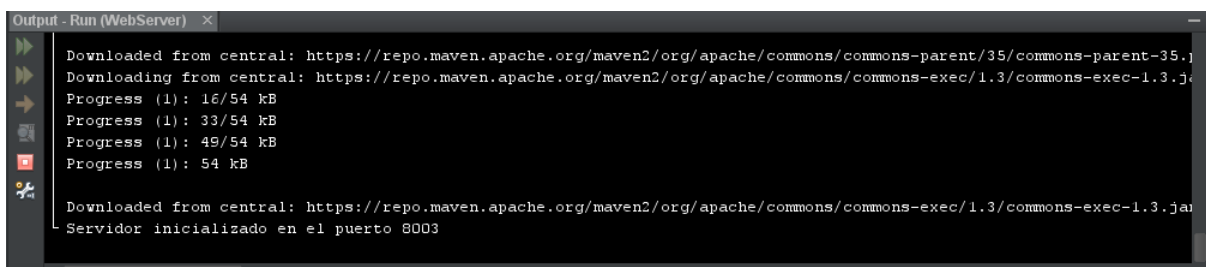 Output - Run (WebServer) ×
Downloaded from central: https://repo.maven.apache.org/maven2/org/apache/commons/commons-parent/35/commons-parent-35.p
Downloading from central: https://repo.maven.apache.org/maven2/org/apache/commons/commons-exec/1.3/commons-exec-1.3.ja
Progress (1): 16/54 kB
Progress (1): 33/54 kB
Progress (1): 49/54 kB
Progress (1): 54 kB
Downloaded from central: https://repo.maven.apache.org/maven2/org/apache/commons/commons-exec/1.3/commons-exec-1.3.jar
Servidor inicializado en el puerto 8003